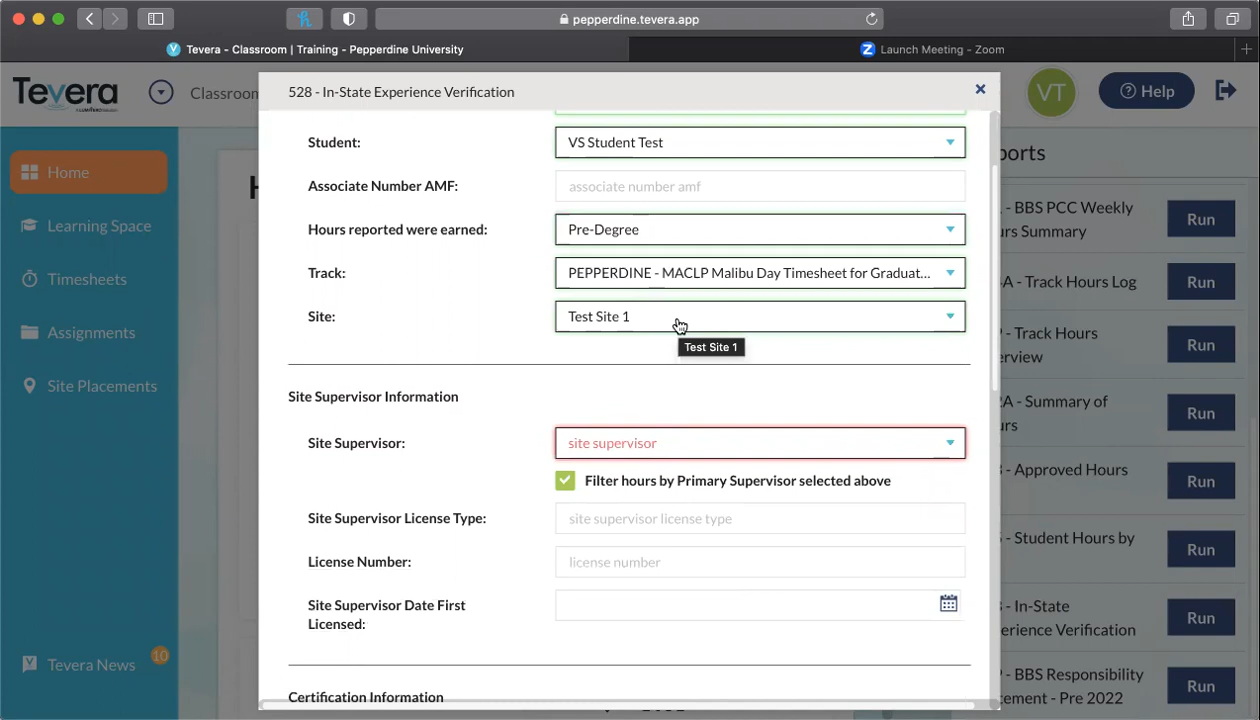 pepperdine.tevera.app
Tevera - Classroom | Training - Pepperdine University
Launch Meeting - Zoom
Tevera
Classroom
VT
Help
528 - In-State Experience Verification
Home
Learning Space
Timesheets
Assignments
Site Placements
Tevera News
10
Student:
VS Student Test
Associate Number AMF:
associate number amf
Hours reported were earned:
Pre-Degree
Track:
PEPPERDINE - MACLP Malibu Day Timesheet for Graduat...
Site:
Test Site 1
Test Site 1
Site Supervisor Information
Site Supervisor:
site supervisor
Filter hours by Primary Supervisor selected above
Site Supervisor License Type:
site supervisor license type
License Number:
license number
Site Supervisor Date First
Licensed:
Certification Information
ports
- BBS PCC Weekly
urs Summary
Run
A - Track Hours Log
Run
P - Track Hours
erview
Run
A - Summary of
urs
Run
- Approved Hours
Run
- Student Hours by
Run
- In-State
erience Verification
Run
P - BBS Responsibility
ement - Pre 2022
Run